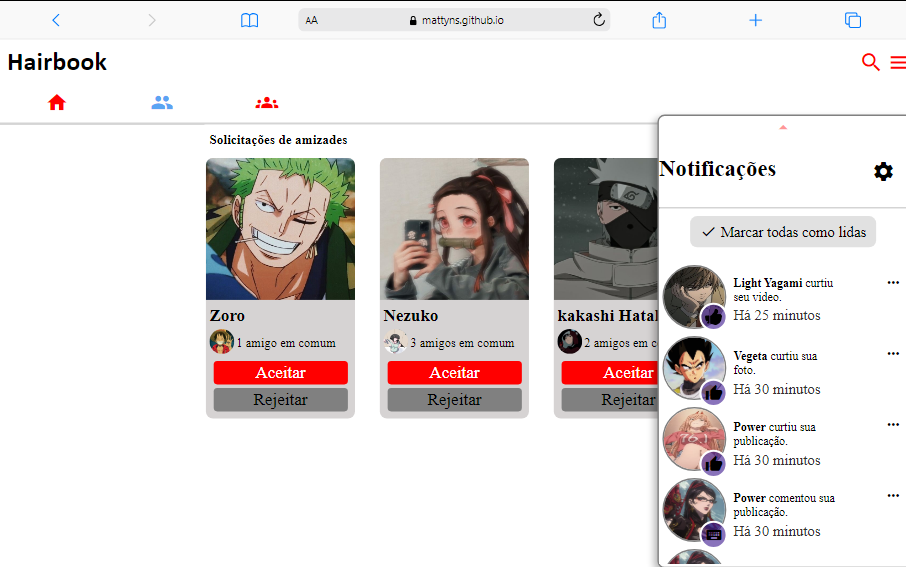 AA
mattyns.github.io
Hairbook
Solicitações de amizades
Zoro
1 amigo em comum
Aceitar
Rejeitar
Nezuko
3 amigos em comum
Aceitar
Rejeitar
kakashi Hatak
2 amigos em c
Aceitar
Rejeitar
Notificações
Marcar todas como lidas
Light Yagami curtiu
seu video.
Há 25 minutos
Vegeta curtiu sua
foto.
Há 30 minutos
Power curtiu sua
publicação.
Há 30 minutos
Power comentou sua
publicação.
Há 30 minutos